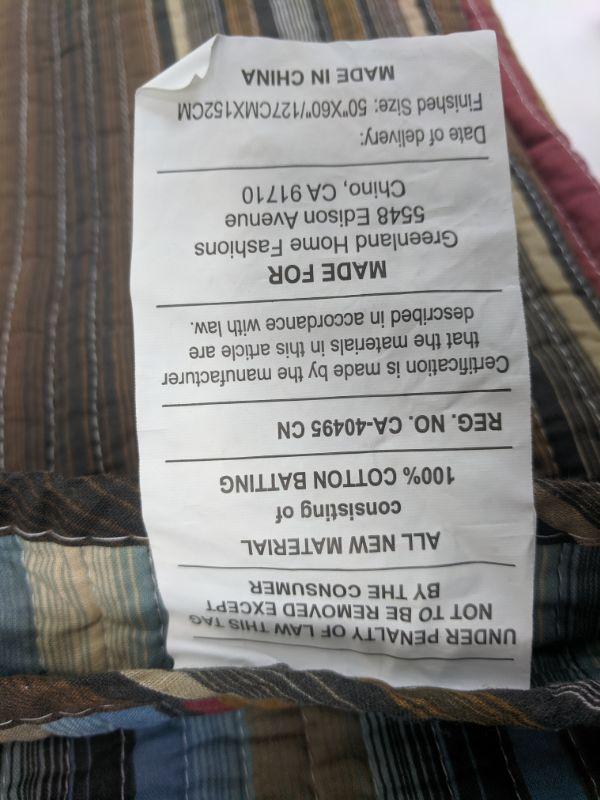 UNDER PENALTY OF LAW THIS TAG
NOT TO BE REMOVED EXCEPT
BY THE CONSUMER
ALL NEW MATERIAL
consisting of
100% COTTON BATTING
REG. NO. CA-40495 CN
Certification is made by the manufacturer
that the materials in this article are
described in accordance with law.
MADE FOR
Greenland Home Fashions
5548 Edison Avenue
Chino, CA 91710
Date of delivery:
Finished Size: 50"X60"/127CMX152CM
MADE IN CHINA